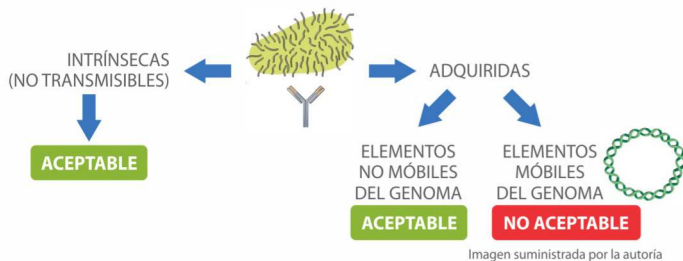 INTRÍNSECAS
(NO TRANSMISIBLES)
ACEPTABLE
ADQUIRIDAS
ELEMENTOS
NO MÓBILES
DEL GENOMA
ACEPTABLE
ELEMENTOS
MÓBILES
DEL GENOMA
NO ACEPTABLE
Imagen suministrada por la autoría